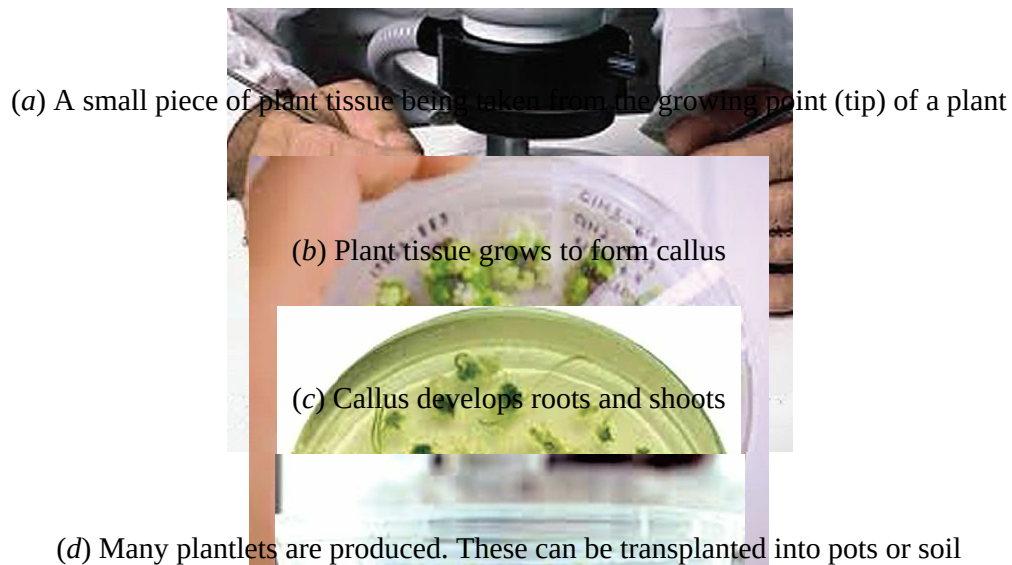 (a) A small piece of plant tissue being taken from the growing point (tip) of a plant
(b) Plant tissue grows to form callus
(c) Callus develops roots and shoots
(d) Many plantlets are produced. These can be transplanted into pots or soil